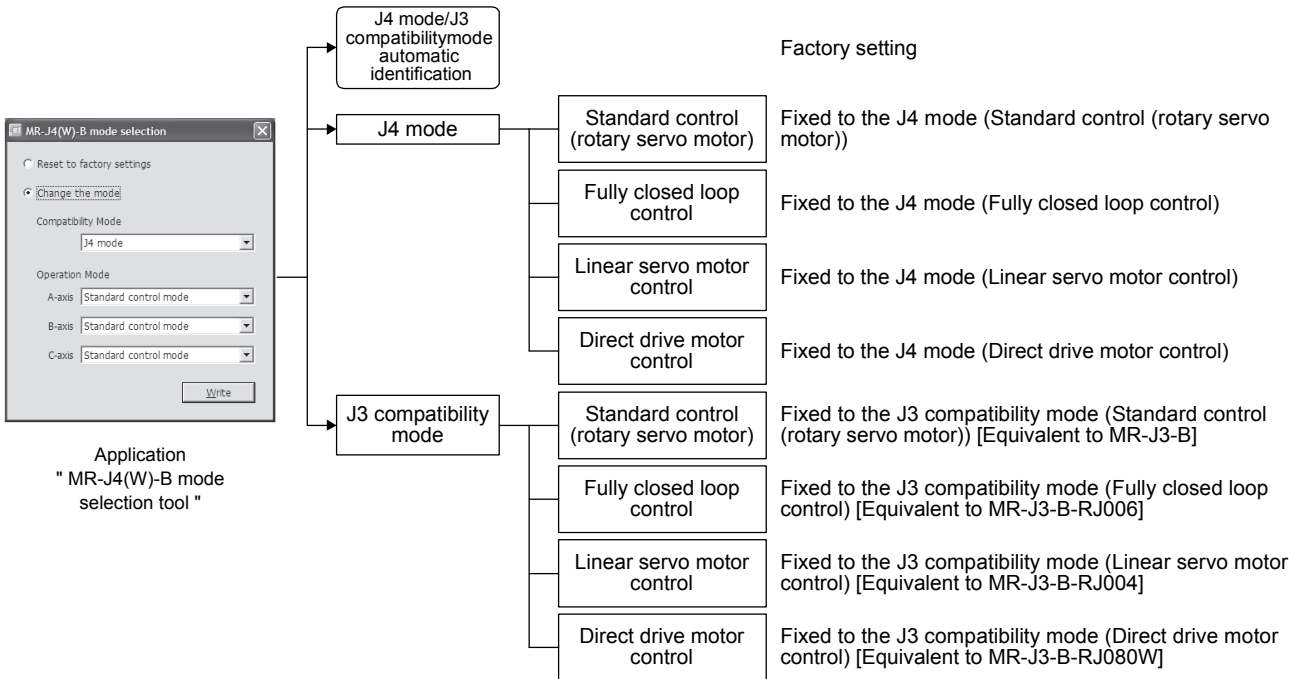 MR-J4(W)-B mode selection
Reset to factory settings
Change the mode
Compatibility Mode
J4 mode
Operation Mode
A-axis Standard control mode
B-axis Standard control mode
C-axis Standard control mode
Write
Application
" MR-J4(W)-B mode
selection tool "
J4 mode/J3
compatibilitymode
automatic
identification
Factory setting
J4 mode
Standard control
(rotary servo motor)
Fixed to the J4 mode (Standard control (rotary servo
motor))
Fully closed loop
control
Fixed to the J4 mode (Fully closed loop control)
Linear servo motor
control
Fixed to the J4 mode (Linear servo motor control)
Direct drive motor
control
Fixed to the J4 mode (Direct drive motor control)
J3 compatibility
mode
Standard control
(rotary servo motor)
Fixed to the J3 compatibility mode (Standard control
(rotary servo motor)) [Equivalent to MR-J3-B]
Fully closed loop
control
Fixed to the J3 compatibility mode (Fully closed loop
control) [Equivalent to MR-J3-B-RJ006]
Linear servo motor
control
Fixed to the J3 compatibility mode (Linear servo motor
control) [Equivalent to MR-J3-B-RJ004]
Direct drive motor
control
Fixed to the J3 compatibility mode (Direct drive motor
control) [Equivalent to MR-J3-B-RJ080W]